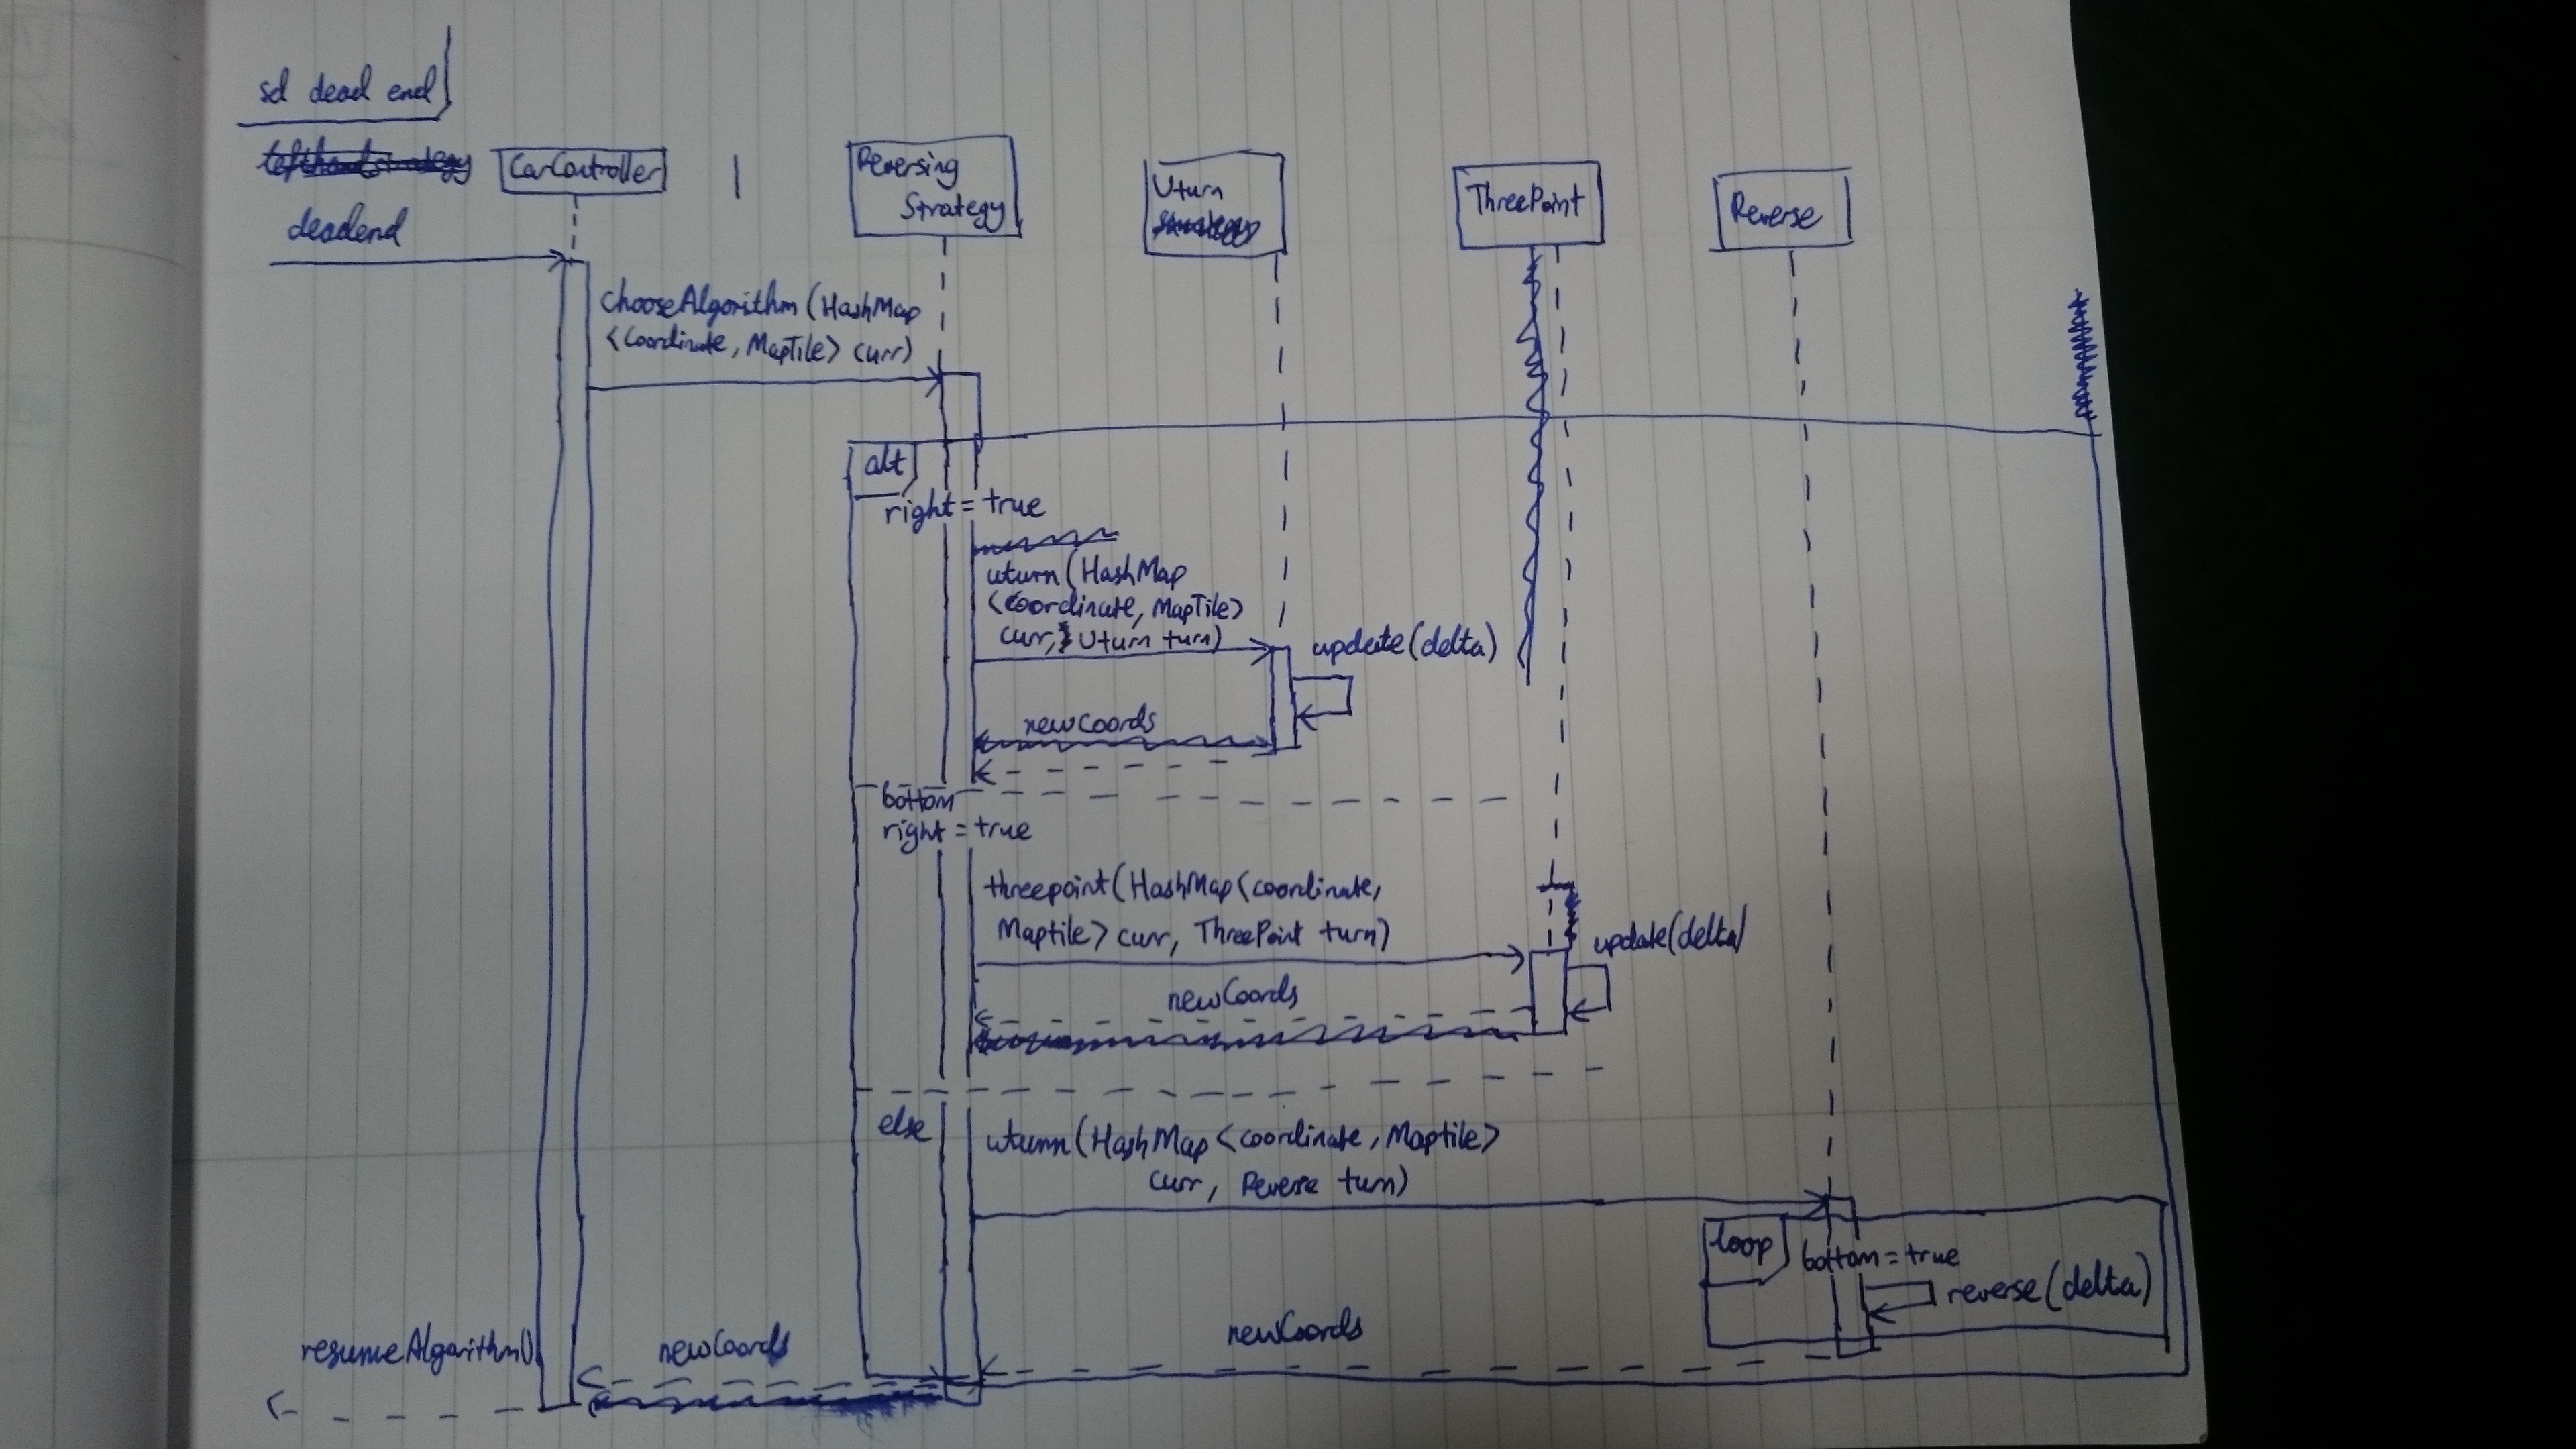 sd dead end
CarController
Reversing
Strategy
Uturn
ThreePoint
Reverse
deadend
chooseAlgorithm (HashMap
<Coordinate, MapTile> curr)
alt
right = true
uturn (HashMap
<Coordinate, MapTile>
curr, Uturn turn)
update (delta)
newCoords
bottom
right = true
threepoint (HashMap <coordinate,
Maptile> curr, ThreePoint turn)
update (delta)
newCoords
else
uturn (HashMap <coordinate, Maptile>
curr, Reverse turn)
loop
bottom = true
reverse (delta)
newCoords
newCoords
resumeAlgorithm()